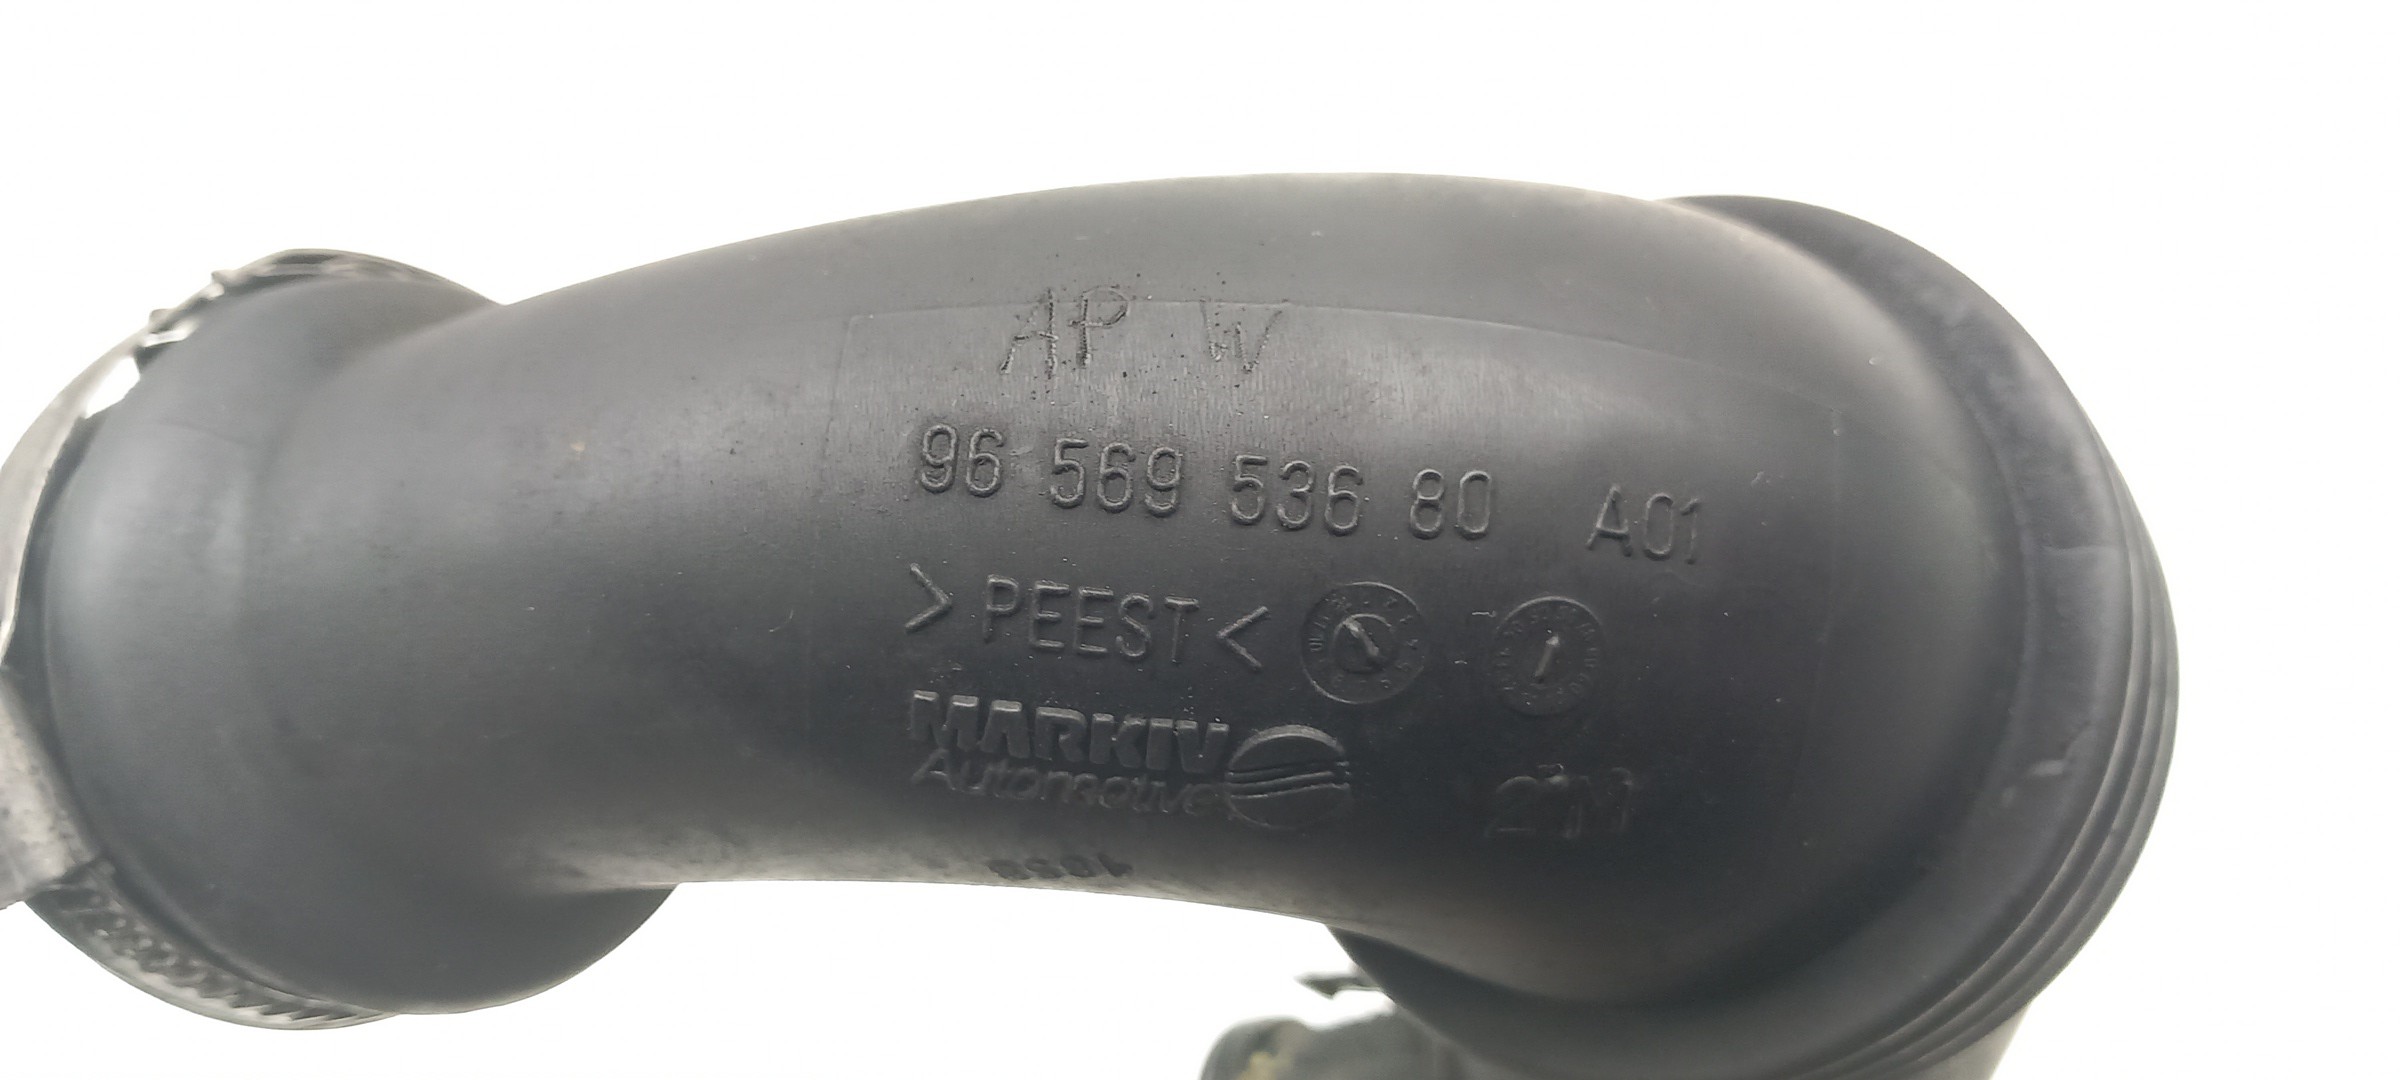 AP W
96 569 536 80 A01
>PEEST<
MARKIV
Automotive